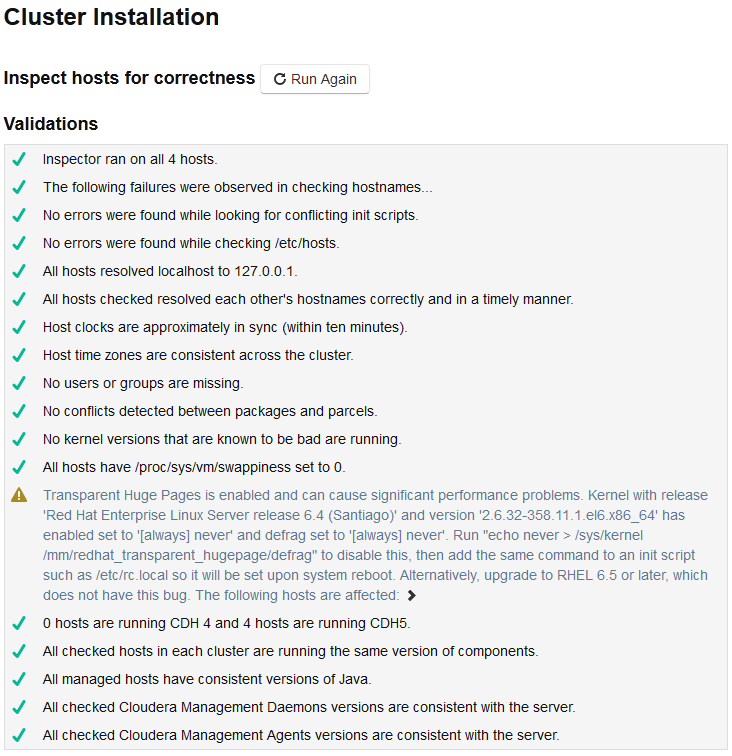 Cluster Installation
Inspect hosts for correctness Run Again
Validations
Inspector ran on all 4 hosts.
The following failures were observed in checking hostnames...
No errors were found while looking for conflicting init scripts.
No errors were found while checking /etc/hosts.
All hosts resolved localhost to 127.0.0.1.
All hosts checked resolved each other's hostnames correctly and in a timely manner.
Host clocks are approximately in sync (within ten minutes).
Host time zones are consistent across the cluster.
No users or groups are missing.
No conflicts detected between packages and parcels.
No kernel versions that are known to be bad are running.
All hosts have /proc/sys/vm/swappiness set to 0.
Transparent Huge Pages is enabled and can cause significant performance problems. Kernel with release
'Red Hat Enterprise Linux Server release 6.4 (Santiago)' and version '2.6.32-358.11.1.el6.x86_64' has
enabled set to '[always] never' and defrag set to '[always] never'. Run "echo never > /sys/kernel
/mm/redhat_transparent_hugepage/defrag" to disable this, then add the same command to an init script
such as /etc/rc.local so it will be set upon system reboot. Alternatively, upgrade to RHEL 6.5 or later, which
does not have this bug. The following hosts are affected:
0 hosts are running CDH 4 and 4 hosts are running CDH5.
All checked hosts in each cluster are running the same version of components.
All managed hosts have consistent versions of Java.
All checked Cloudera Management Daemons versions are consistent with the server.
All checked Cloudera Management Agents versions are consistent with the server.